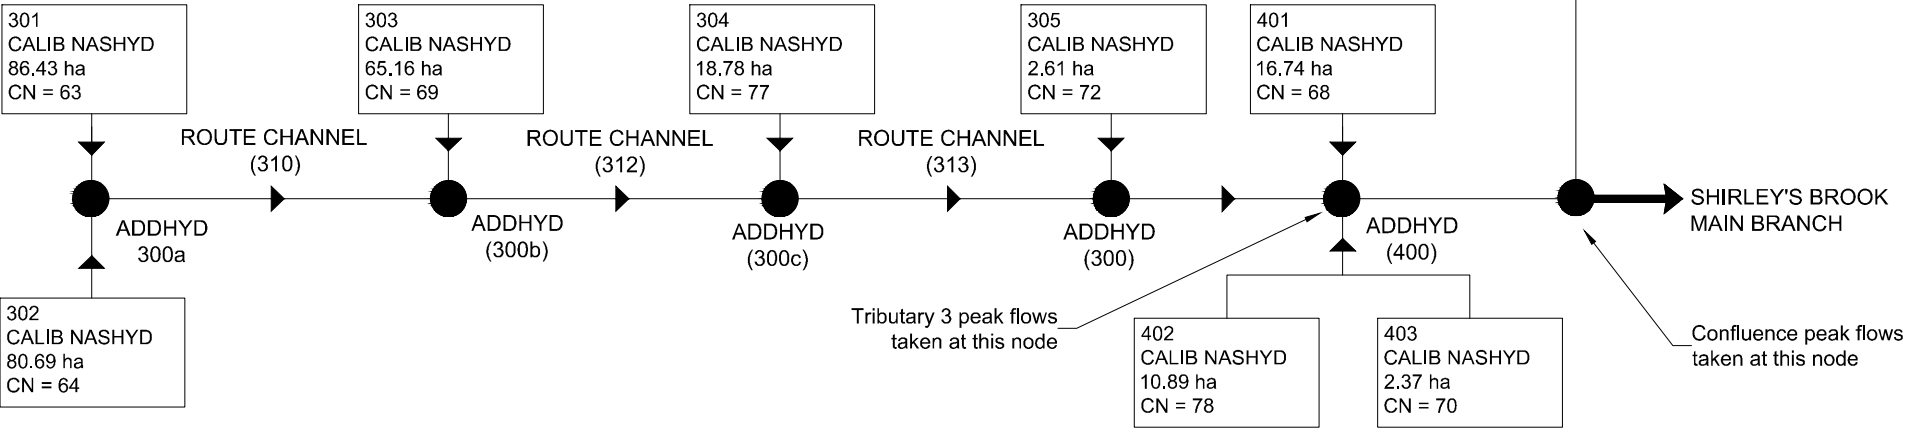 301
CALIB NASHYD
86.43 ha
CN = 63
303
CALIB NASHYD
65.16 ha
CN = 69
304
CALIB NASHYD
18.78 ha
CN = 77
305
CALIB NASHYD
2.61 ha
CN = 72
401
CALIB NASHYD
16.74 ha
CN = 68
ROUTE CHANNEL
(310)
ROUTE CHANNEL
(312)
ROUTE CHANNEL
(313)
ADDHYD
300a
ADDHYD
(300b)
ADDHYD
(300c)
ADDHYD
(300)
ADDHYD
(400)
SHIRLEY'S BROOK
MAIN BRANCH
302
CALIB NASHYD
80.69 ha
CN = 64
Tributary 3 peak flows
taken at this node
402
CALIB NASHYD
10.89 ha
CN = 78
403
CALIB NASHYD
2.37 ha
CN = 70
Confluence peak flows
taken at this node